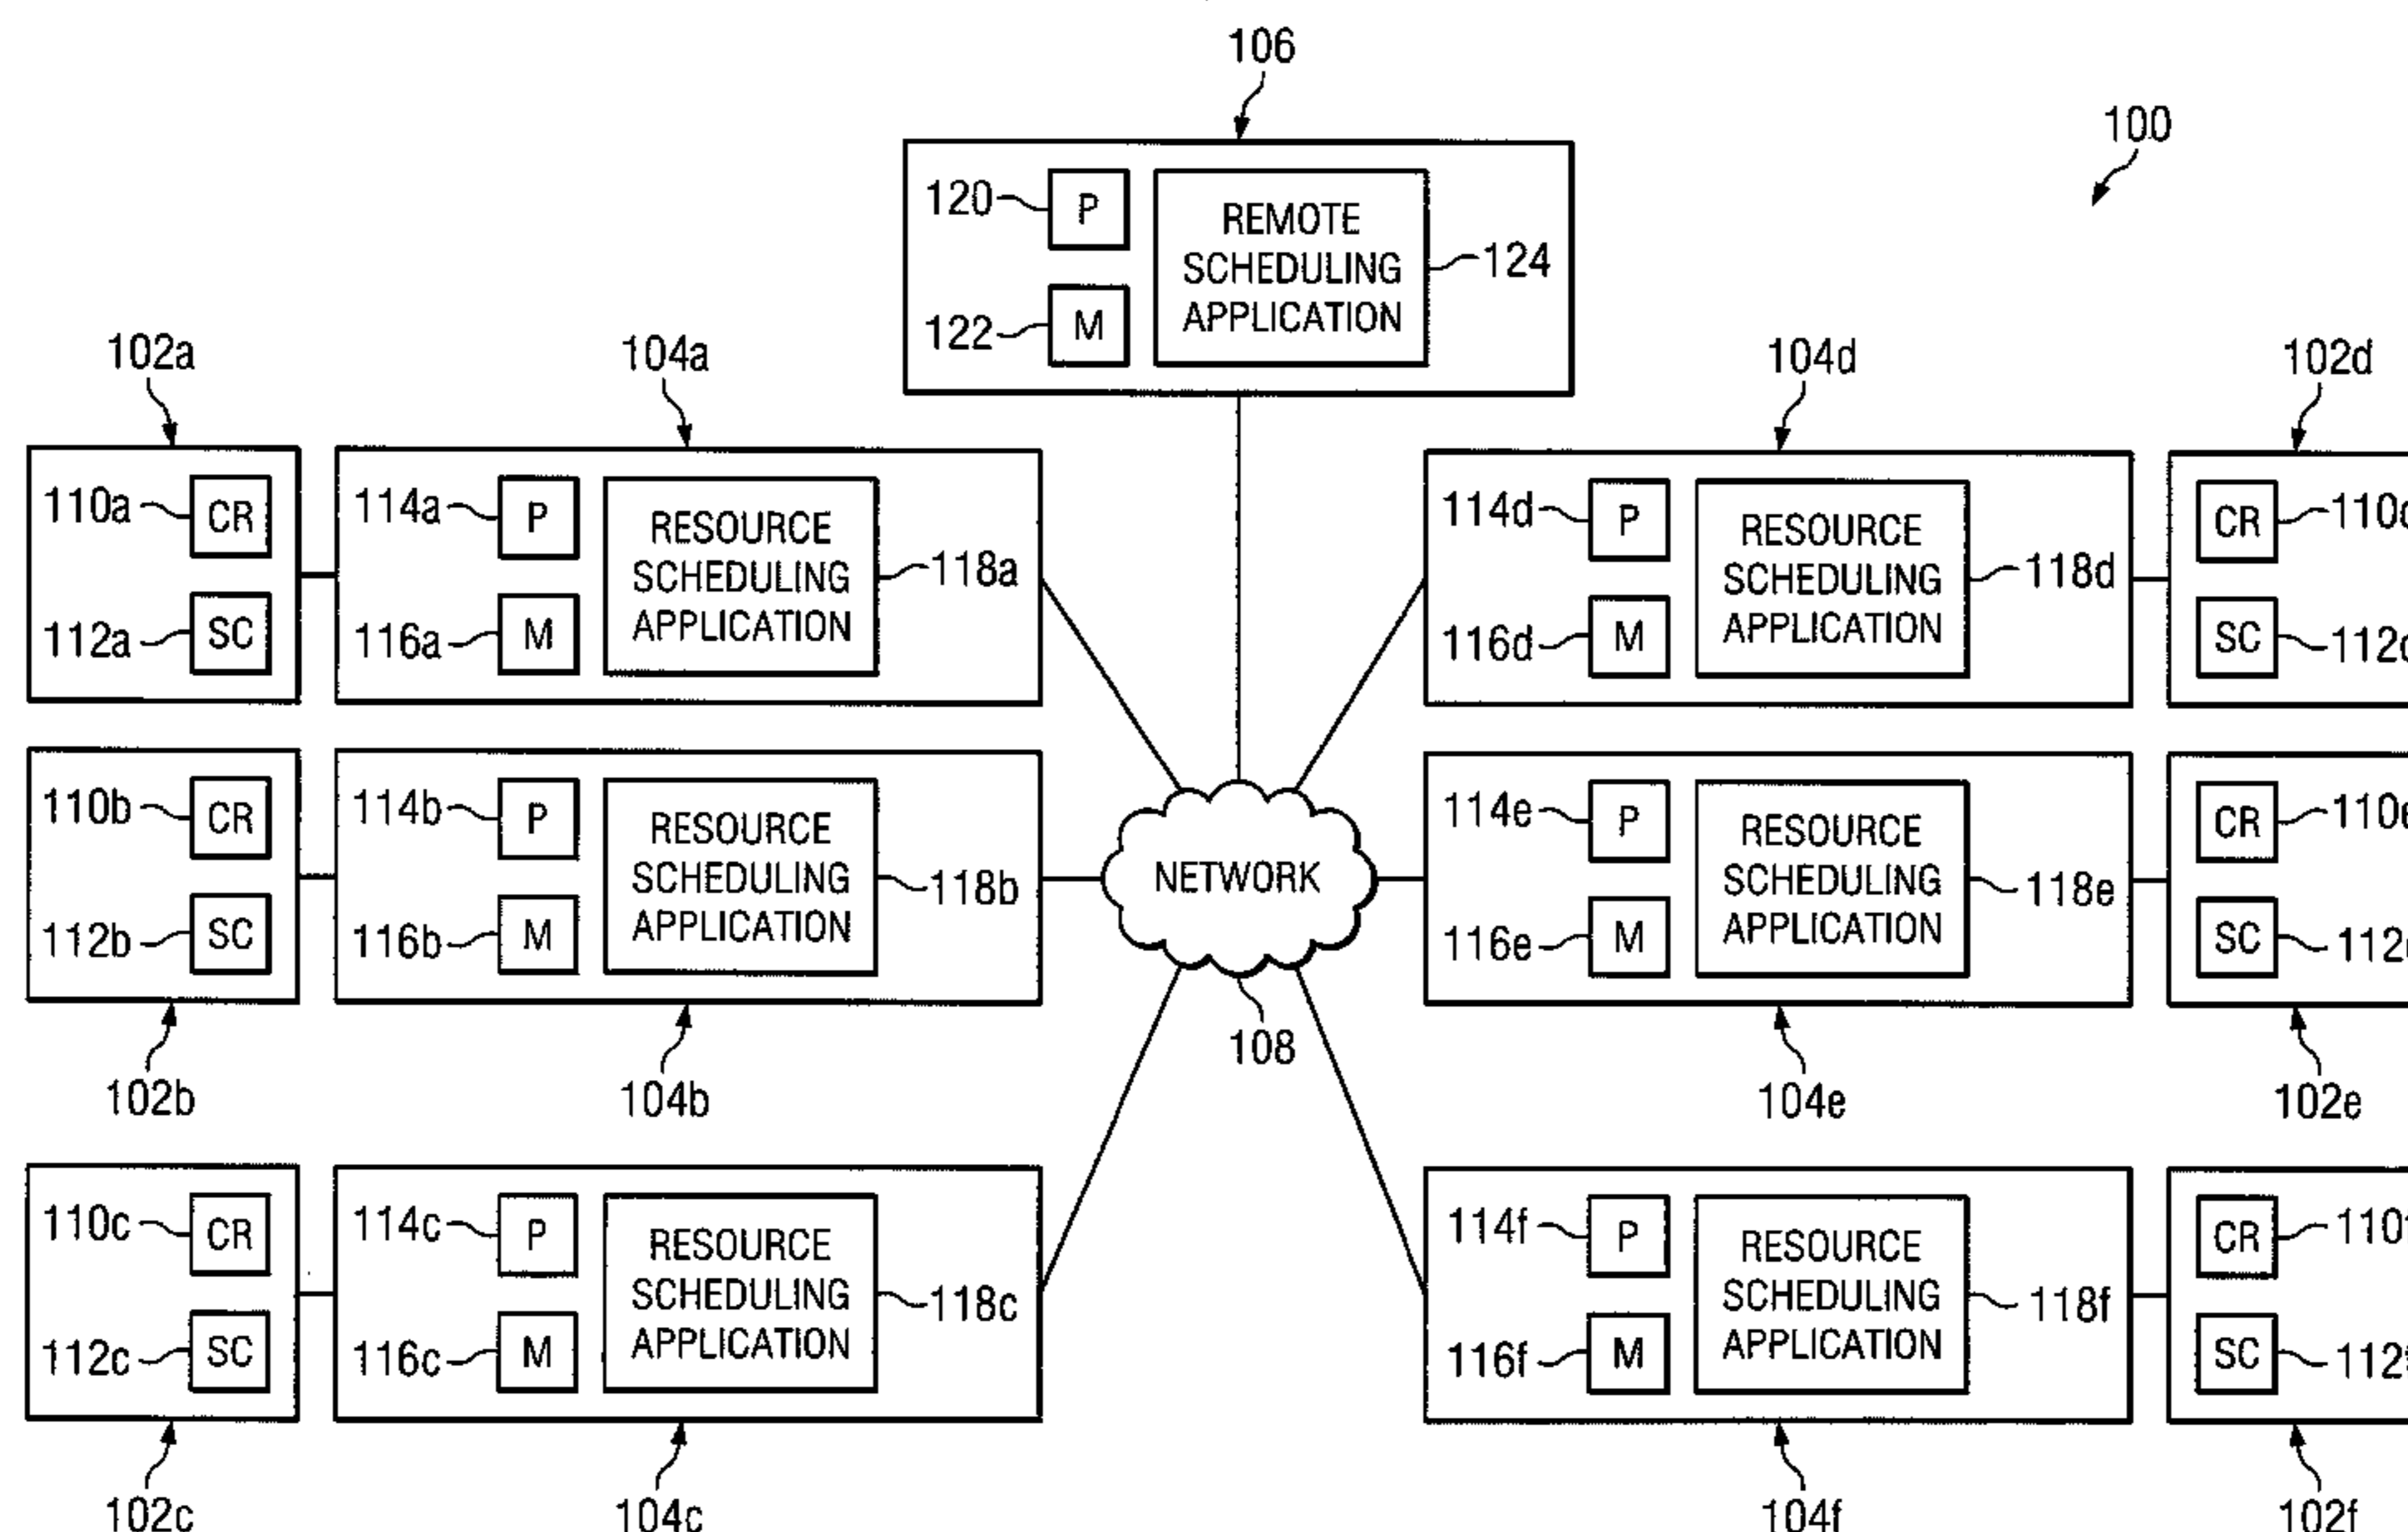 106
100
120
P
REMOTE
SCHEDULING
APPLICATION
124
122
M
102a
104a
104d
102d
110a
CR
114a
P
RESOURCE
SCHEDULING
APPLICATION
118a
112a
SC
116a
M
114d
P
RESOURCE
SCHEDULING
APPLICATION
118d
116d
M
CR
SC
110b
CR
114b
P
RESOURCE
SCHEDULING
APPLICATION
118b
112b
SC
116b
M
NETWORK
108
114e
P
RESOURCE
SCHEDULING
APPLICATION
118e
116e
M
CR
110e
SC
102b
104b
104e
102e
110c
CR
114c
P
RESOURCE
SCHEDULING
APPLICATION
118c
112c
SC
116c
M
114f
P
RESOURCE
SCHEDULING
APPLICATION
118f
116f
M
CR
SC
102c
104c
104f
102f